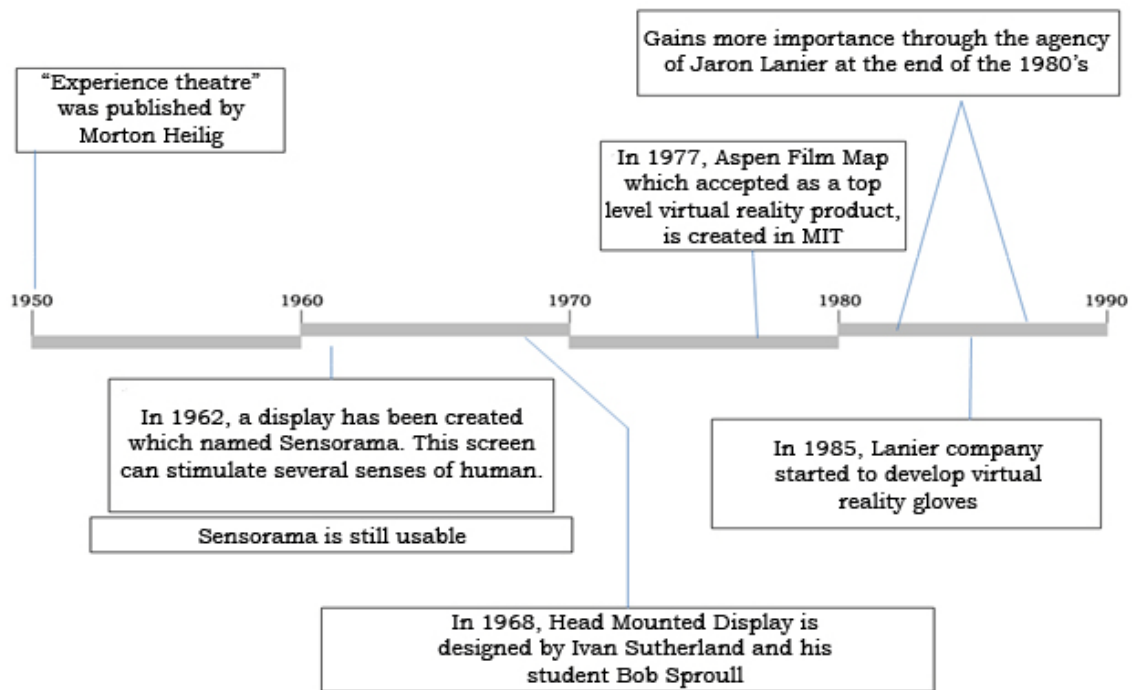 Gains more importance through the agency
of Jaron Lanier at the end of the 1980's
“Experience theatre”
was published by
Morton Heilig
In 1977, Aspen Film Map
which accepted as a top
level virtual reality product,
is created in MIT
1950
1960
1970
1980
1990
In 1962, a display has been created
which named Sensorama. This screen
can stimulate several senses of human.
Sensorama is still usable
In 1985, Lanier company
started to develop virtual
reality gloves
In 1968, Head Mounted Display is
designed by Ivan Sutherland and his
student Bob Sproull